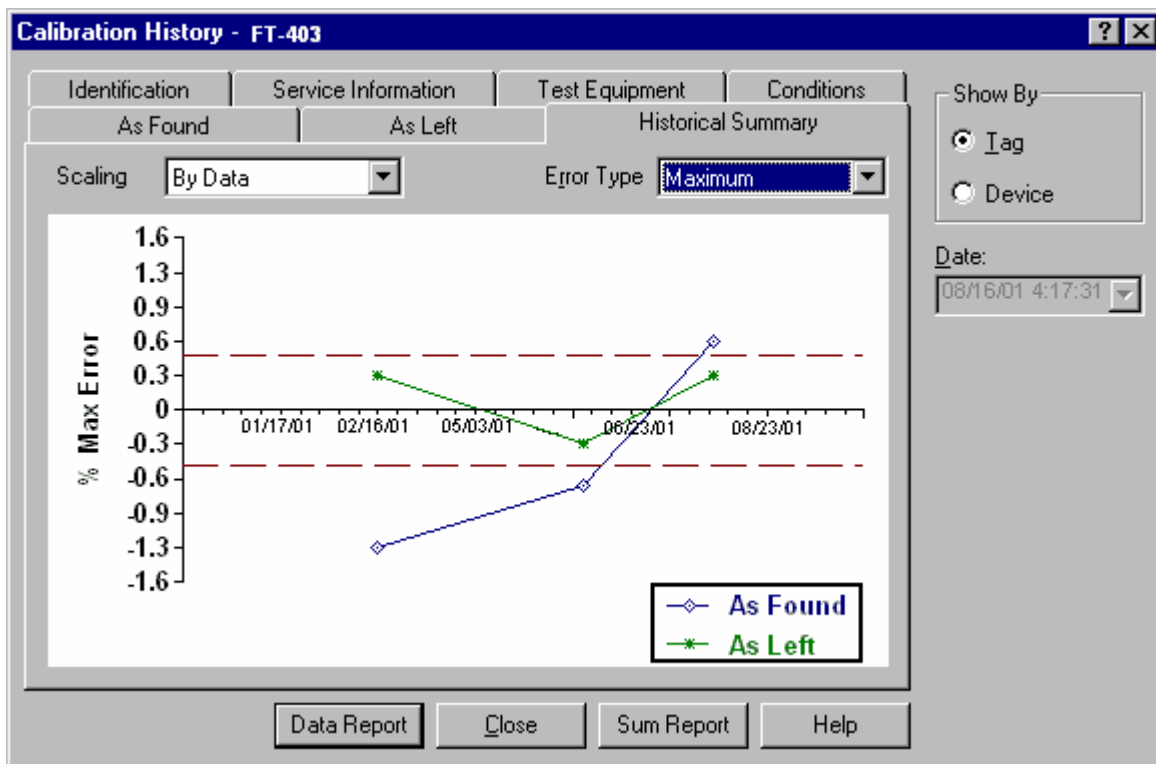 Calibration History - FT-403
Identification
Service Information
Test Equipment
Conditions
As Found
As Left
Historical Summary
Scaling
By Data
Error Type
Maximum
% Max Error
1.6
1.3
0.9
0.6
0.3
0
-0.3
-0.6
-0.9
-1.3
-1.6
01/17/01
02/16/01
05/03/01
06/23/01
08/23/01
As Found
As Left
Show By
Tag
Device
Date:
08/16/01 4:17:31
Data Report
Close
Sum Report
Help